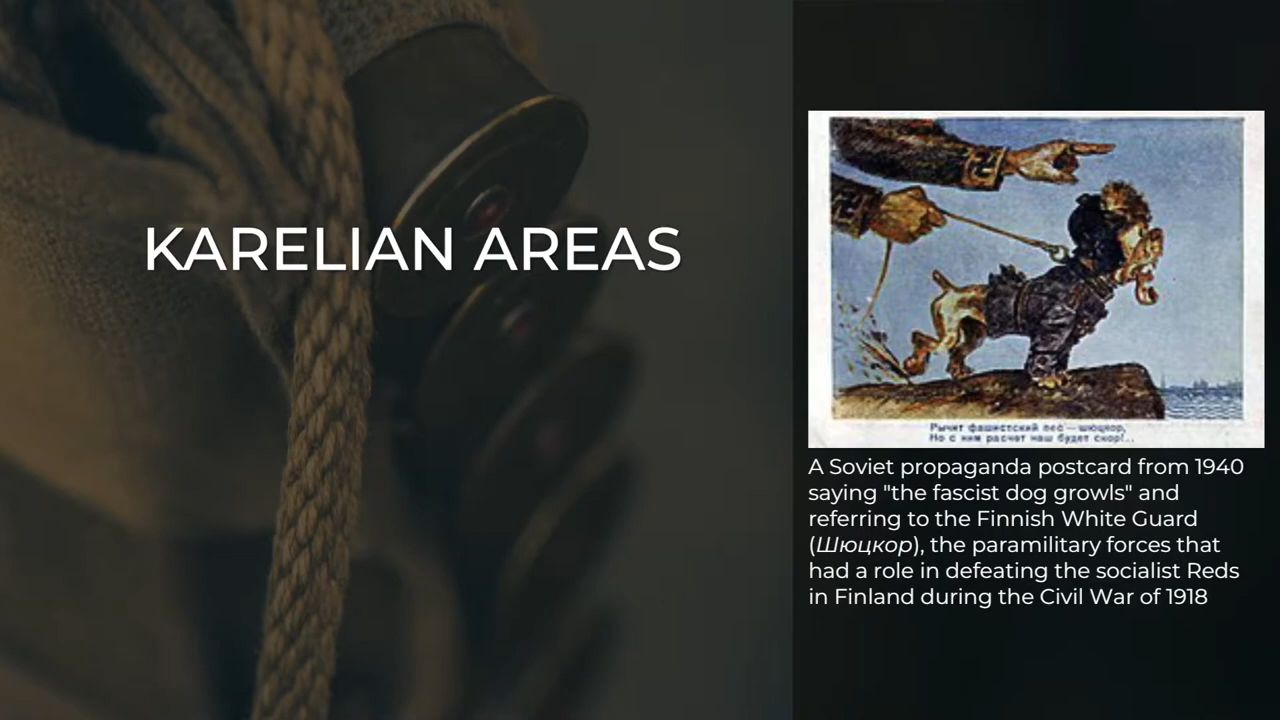 KARELIAN AREAS
Рычит фашистский пес — шюцкор,
Но с ним расчет наш будет скор!..
A Soviet propaganda postcard from 1940
saying "the fascist dog growls" and
referring to the Finnish White Guard
(Шюцкор), the paramilitary forces that
had a role in defeating the socialist Reds
in Finland during the Civil War of 1918